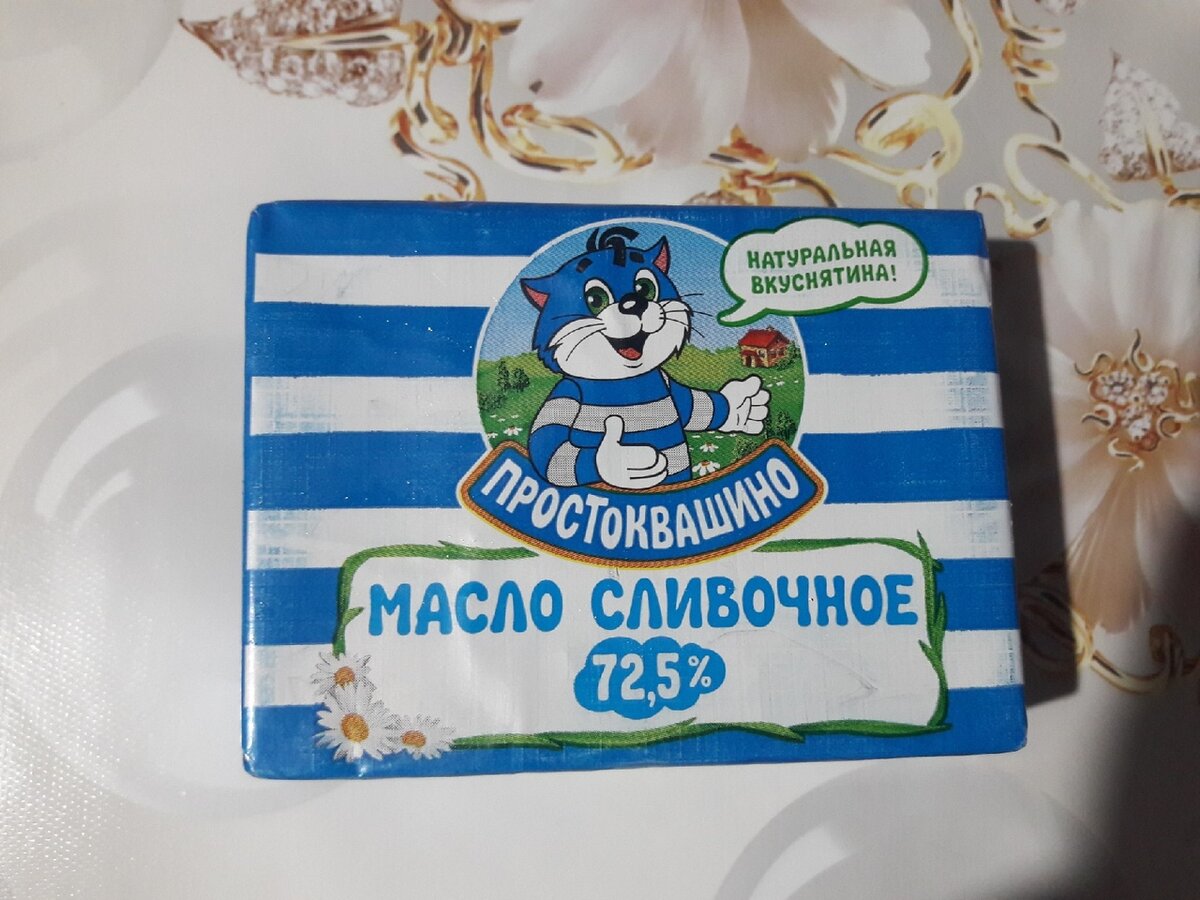 НАТУРАЛЬНАЯ
ВКУСНЯТИНА!
ПРОСТОКВАШИНО
МАСЛО СЛИВОЧНОЕ
72,5%